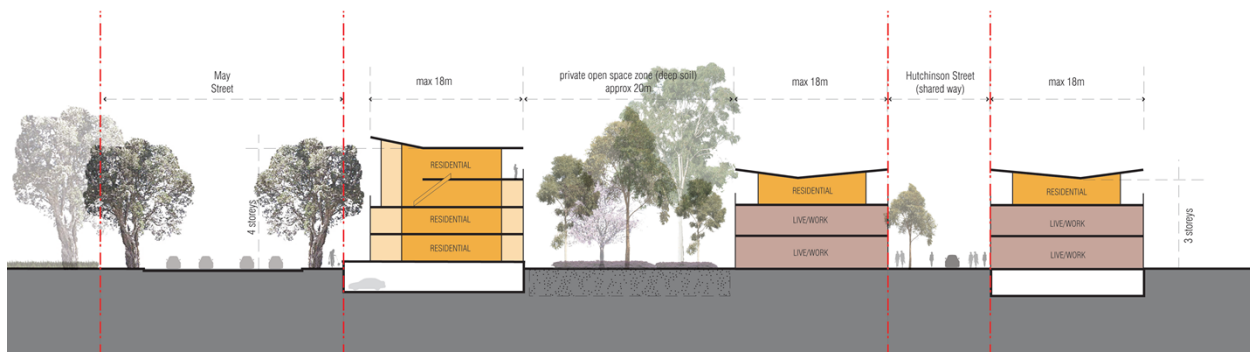 May
Street
max 18m
private open space zone (deep soil)
approx 20m
max 18m
Hutchinson Street
(shared way)
max 18m
4 storeys
RESIDENTIAL
RESIDENTIAL
RESIDENTIAL
RESIDENTIAL
LIVE/WORK
LIVE/WORK
RESIDENTIAL
LIVE/WORK
LIVE/WORK
3 storeys